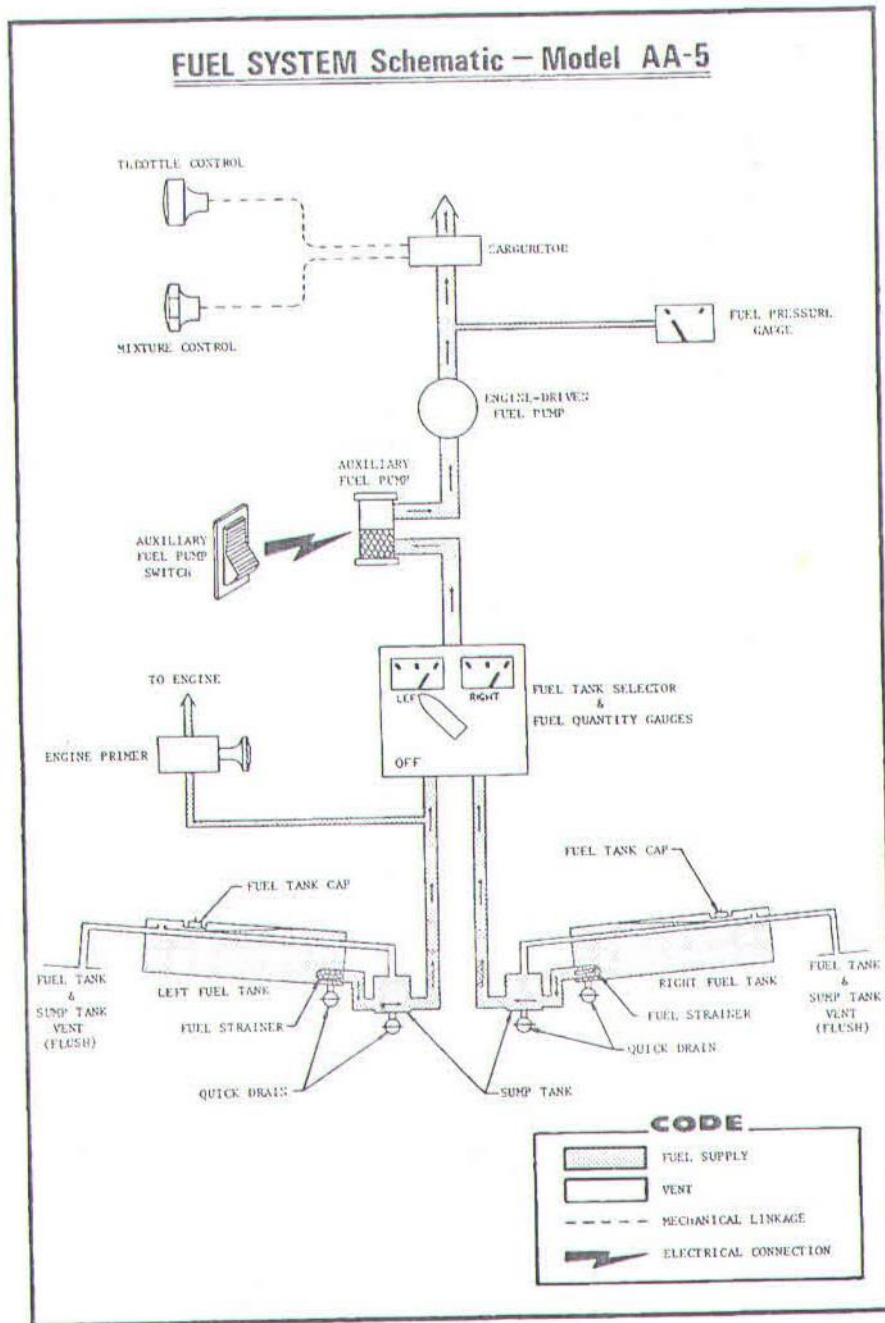 FUEL SYSTEM Schematic — Model AA-5
THROTTLE CONTROL
CARGURETOR
MIXTURE CONTROL
FUEL PRESSURE
GAUGE
ENGINE-DRIVEN
FUEL PUMP
AUXILIARY
FUEL PUMP
AUXILIARY
FUEL PUMP
SWITCH
TO ENGINE
LEFT
RIGHT
FUEL TANK SELECTOR
&
FUEL QUANTITY GAUGES
ENGINE PRIMER
OFF
FUEL TANK CAP
FUEL TANK CAP
FUEL TANK
&
SUMP TANK
VENT
(FLUSH)
LEFT FUEL TANK
RIGHT FUEL TANK
FUEL TANK
&
SUMP TANK
VENT
(FLUSH)
FUEL STRAINER
FUEL STRAINER
QUICK DRAIN
QUICK DRAIN
SUMP TANK
CODE
FUEL SUPPLY
VENT
MECHANICAL LINKAGE
ELECTRICAL CONNECTION